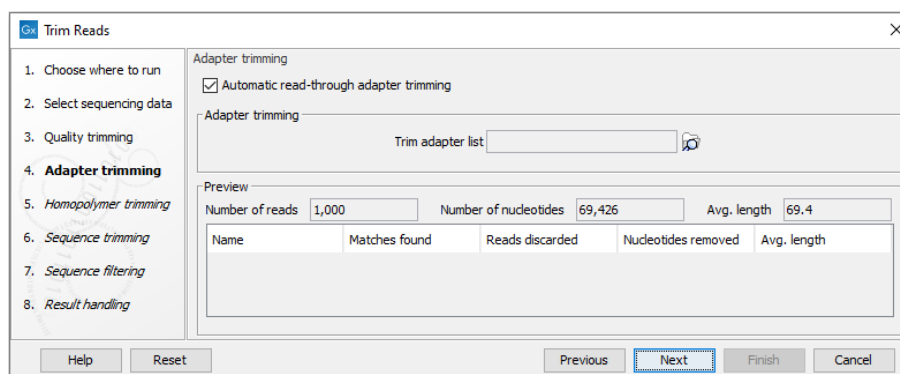 Gx Trim Reads
1. Choose where to run
2. Select sequencing data
3. Quality trimming
4. Adapter trimming
5. Homopolymer trimming
6. Sequence trimming
7. Sequence filtering
8. Result handling
Adapter trimming
Automatic read-through adapter trimming
Adapter trimming
Trim adapter list
Preview
Number of reads 1,000 Number of nucleotides 69,426 Avg. length 69.4
Name Matches found Reads discarded Nucleotides removed Avg. length
Help Reset Previous Next Finish Cancel